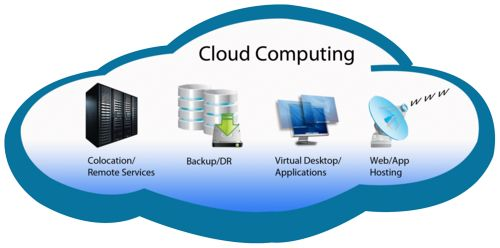 Cloud Computing
www
Colocation/
Remote Services
Backup/DR
Virtual Desktop/
Applications
Web/App
Hosting